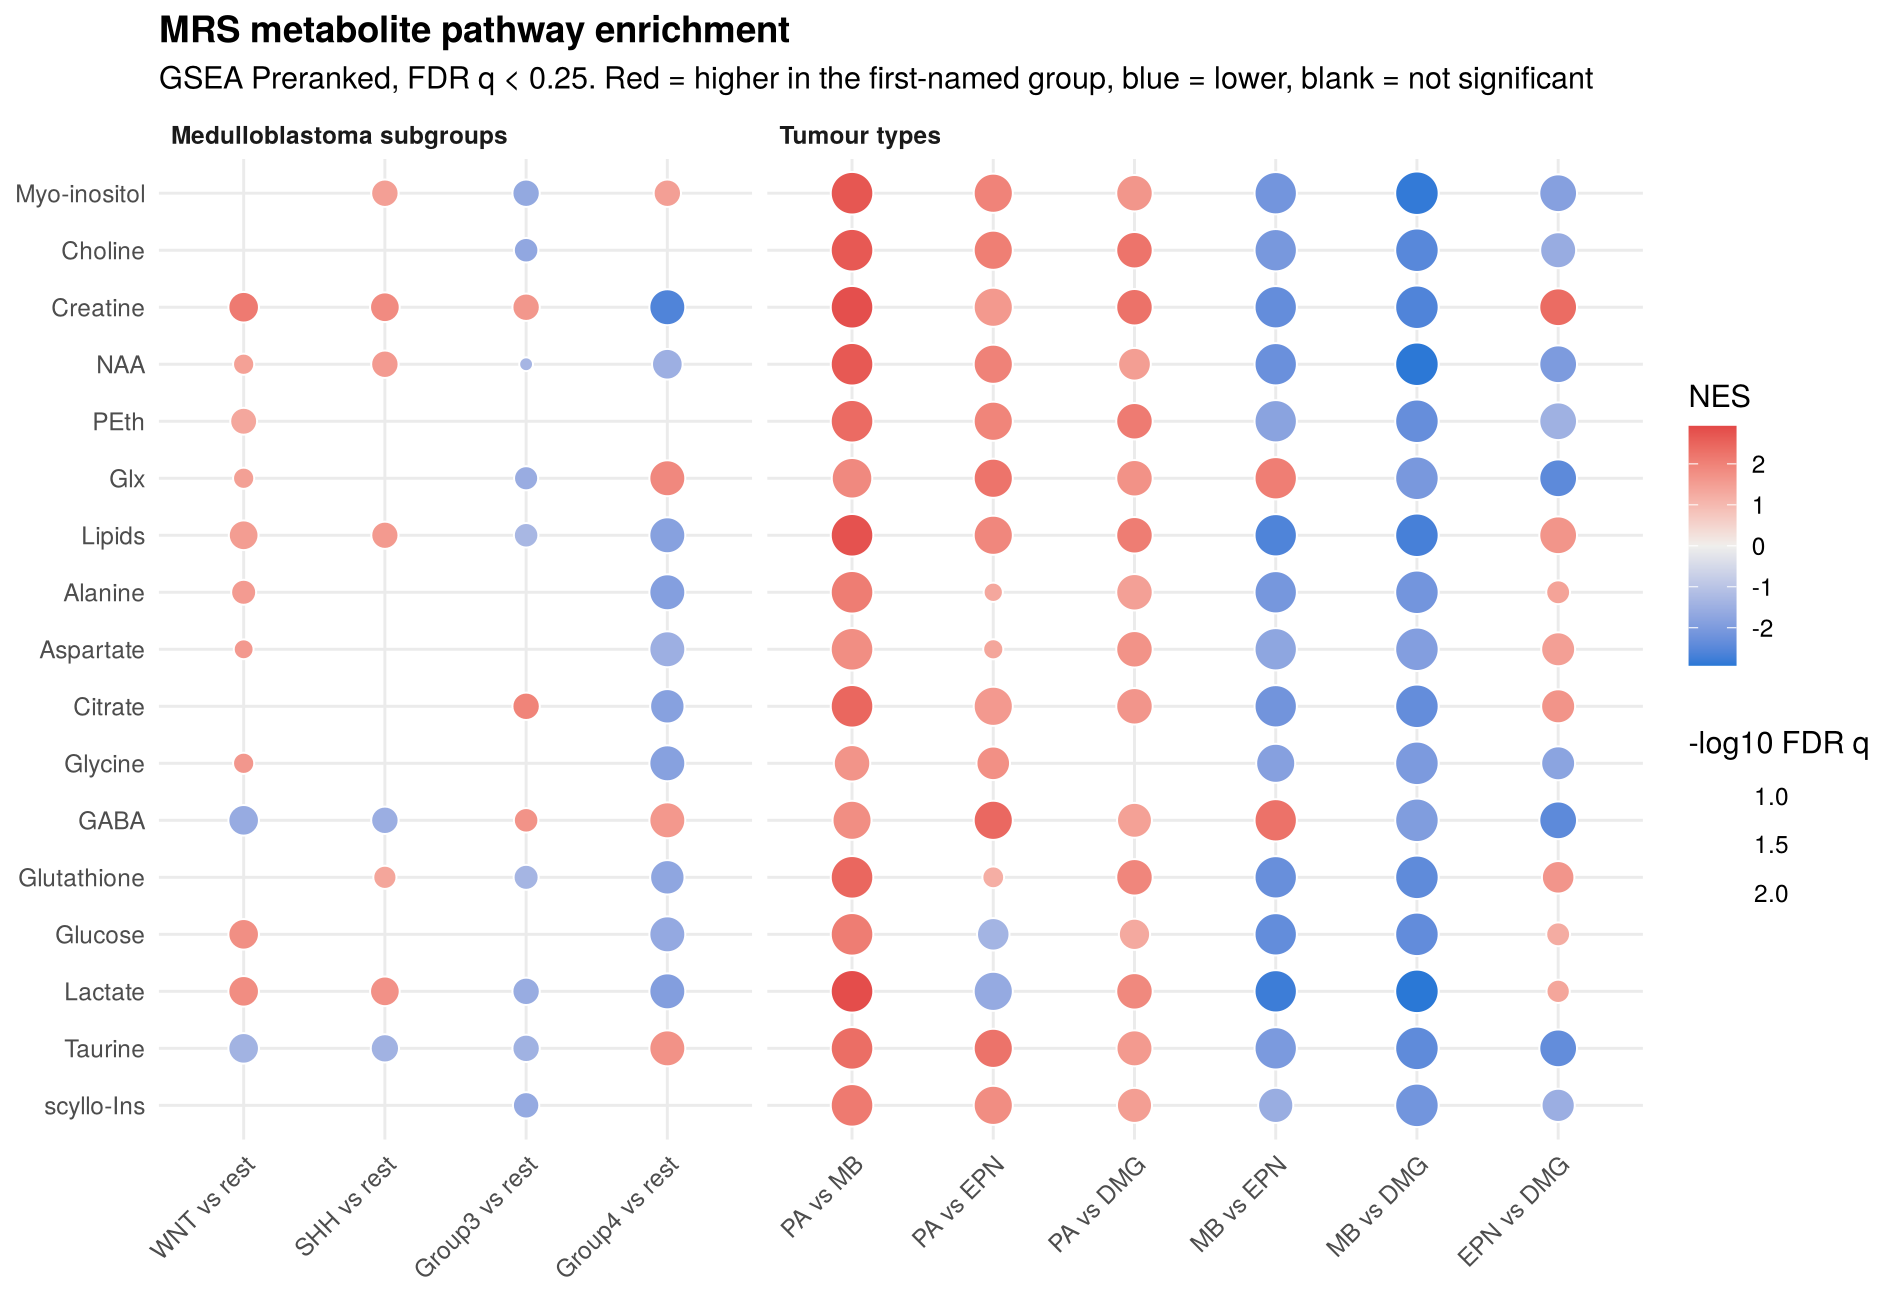 MRS metabolite pathway enrichment
GSEA Preranked, FDR q < 0.25. Red = higher in the first-named group, blue = lower, blank = not significant
Medulloblastoma subgroups
Tumour types
Myo-inositol
Choline
Creatine
NAA
PEth
Glx
Lipids
Alanine
Aspartate
Citrate
Glycine
GABA
Glutathione
Glucose
Lactate
Taurine
scyllo-Ins
WNT vs rest
SHH vs rest
Group3 vs rest
Group4 vs rest
PA vs MB
PA vs EPN
PA vs DMG
MB vs EPN
MB vs DMG
EPN vs DMG
NES
2
1
0
-1
-2
-log10 FDR q
1.0
1.5
2.0